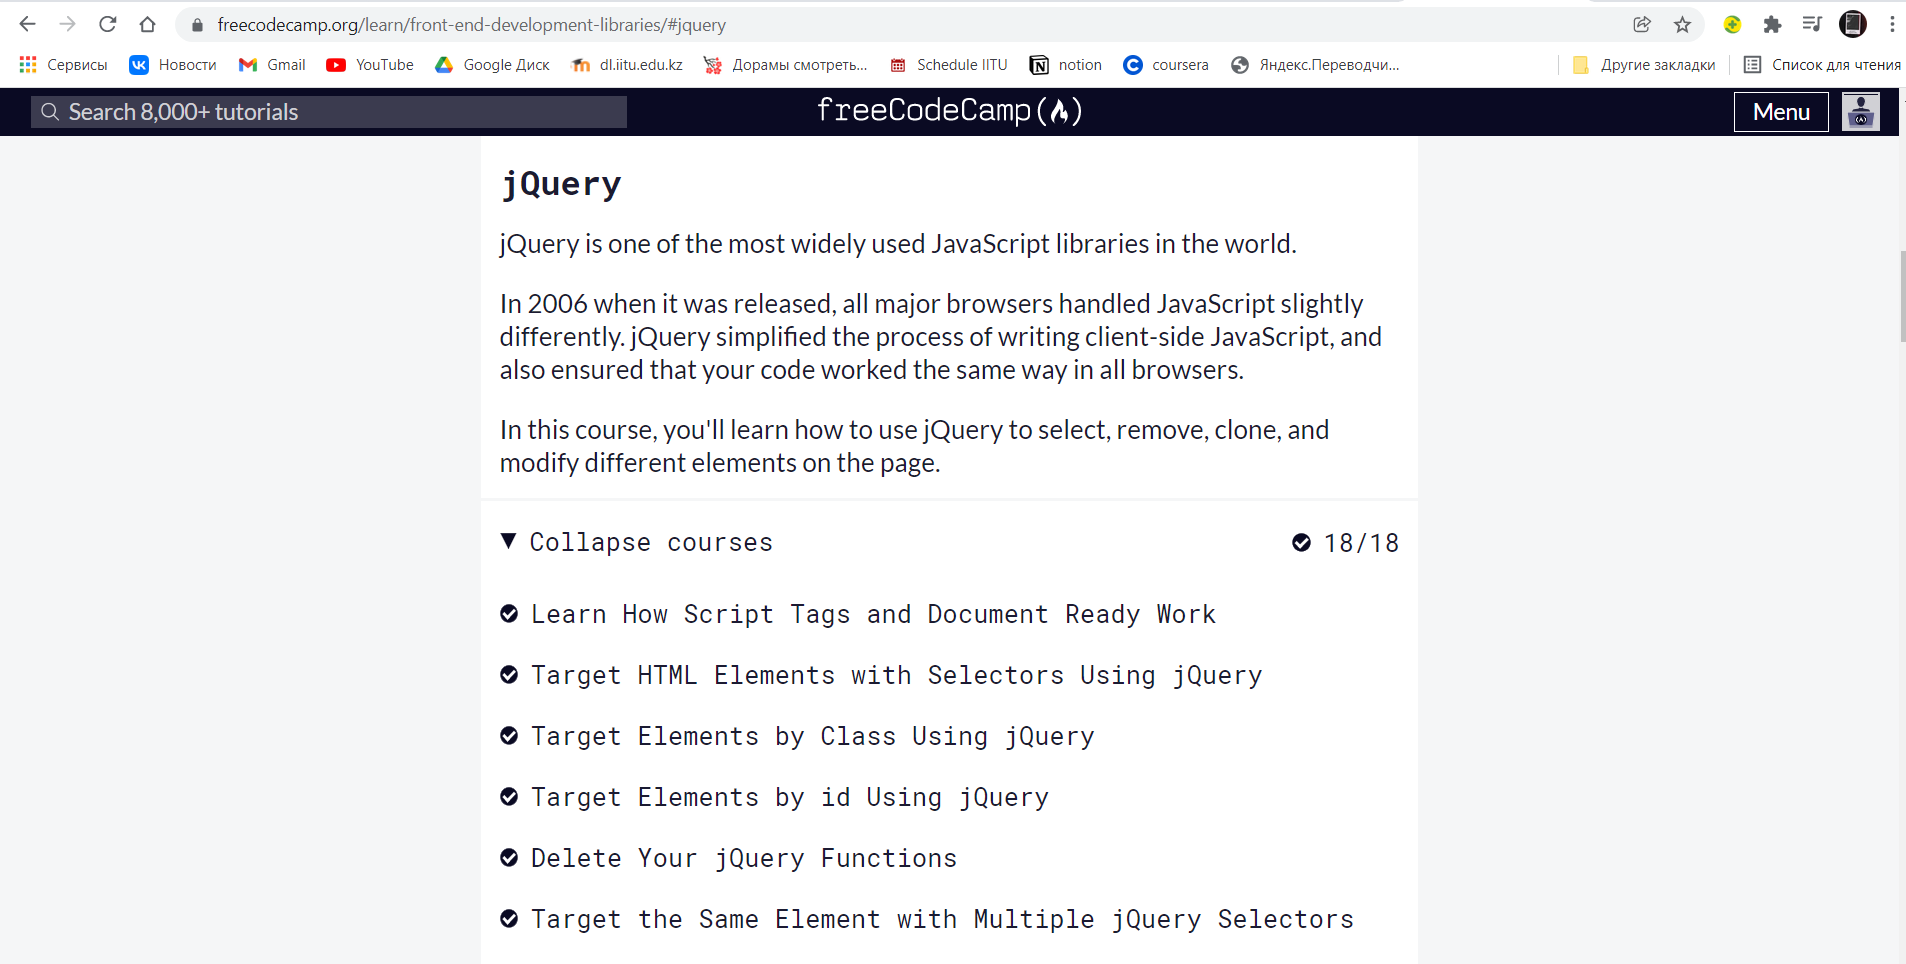 freecodecamp.org/learn/front-end-development-libraries/#jquery
Сервисы Новости Gmail YouTube Google Диск dl.iitu.edu.kz Дорамы смотреть... Schedule IITU notion coursera Яндекс.Переводчи... Другие закладки Список для чтения
Search 8,000+ tutorials freeCodeCamp(🔥) Menu
jQuery
jQuery is one of the most widely used JavaScript libraries in the world.
In 2006 when it was released, all major browsers handled JavaScript slightly
differently. jQuery simplified the process of writing client-side JavaScript, and
also ensured that your code worked the same way in all browsers.
In this course, you'll learn how to use jQuery to select, remove, clone, and
modify different elements on the page.
Collapse courses 18/18
Learn How Script Tags and Document Ready Work
Target HTML Elements with Selectors Using jQuery
Target Elements by Class Using jQuery
Target Elements by id Using jQuery
Delete Your jQuery Functions
Target the Same Element with Multiple jQuery Selectors